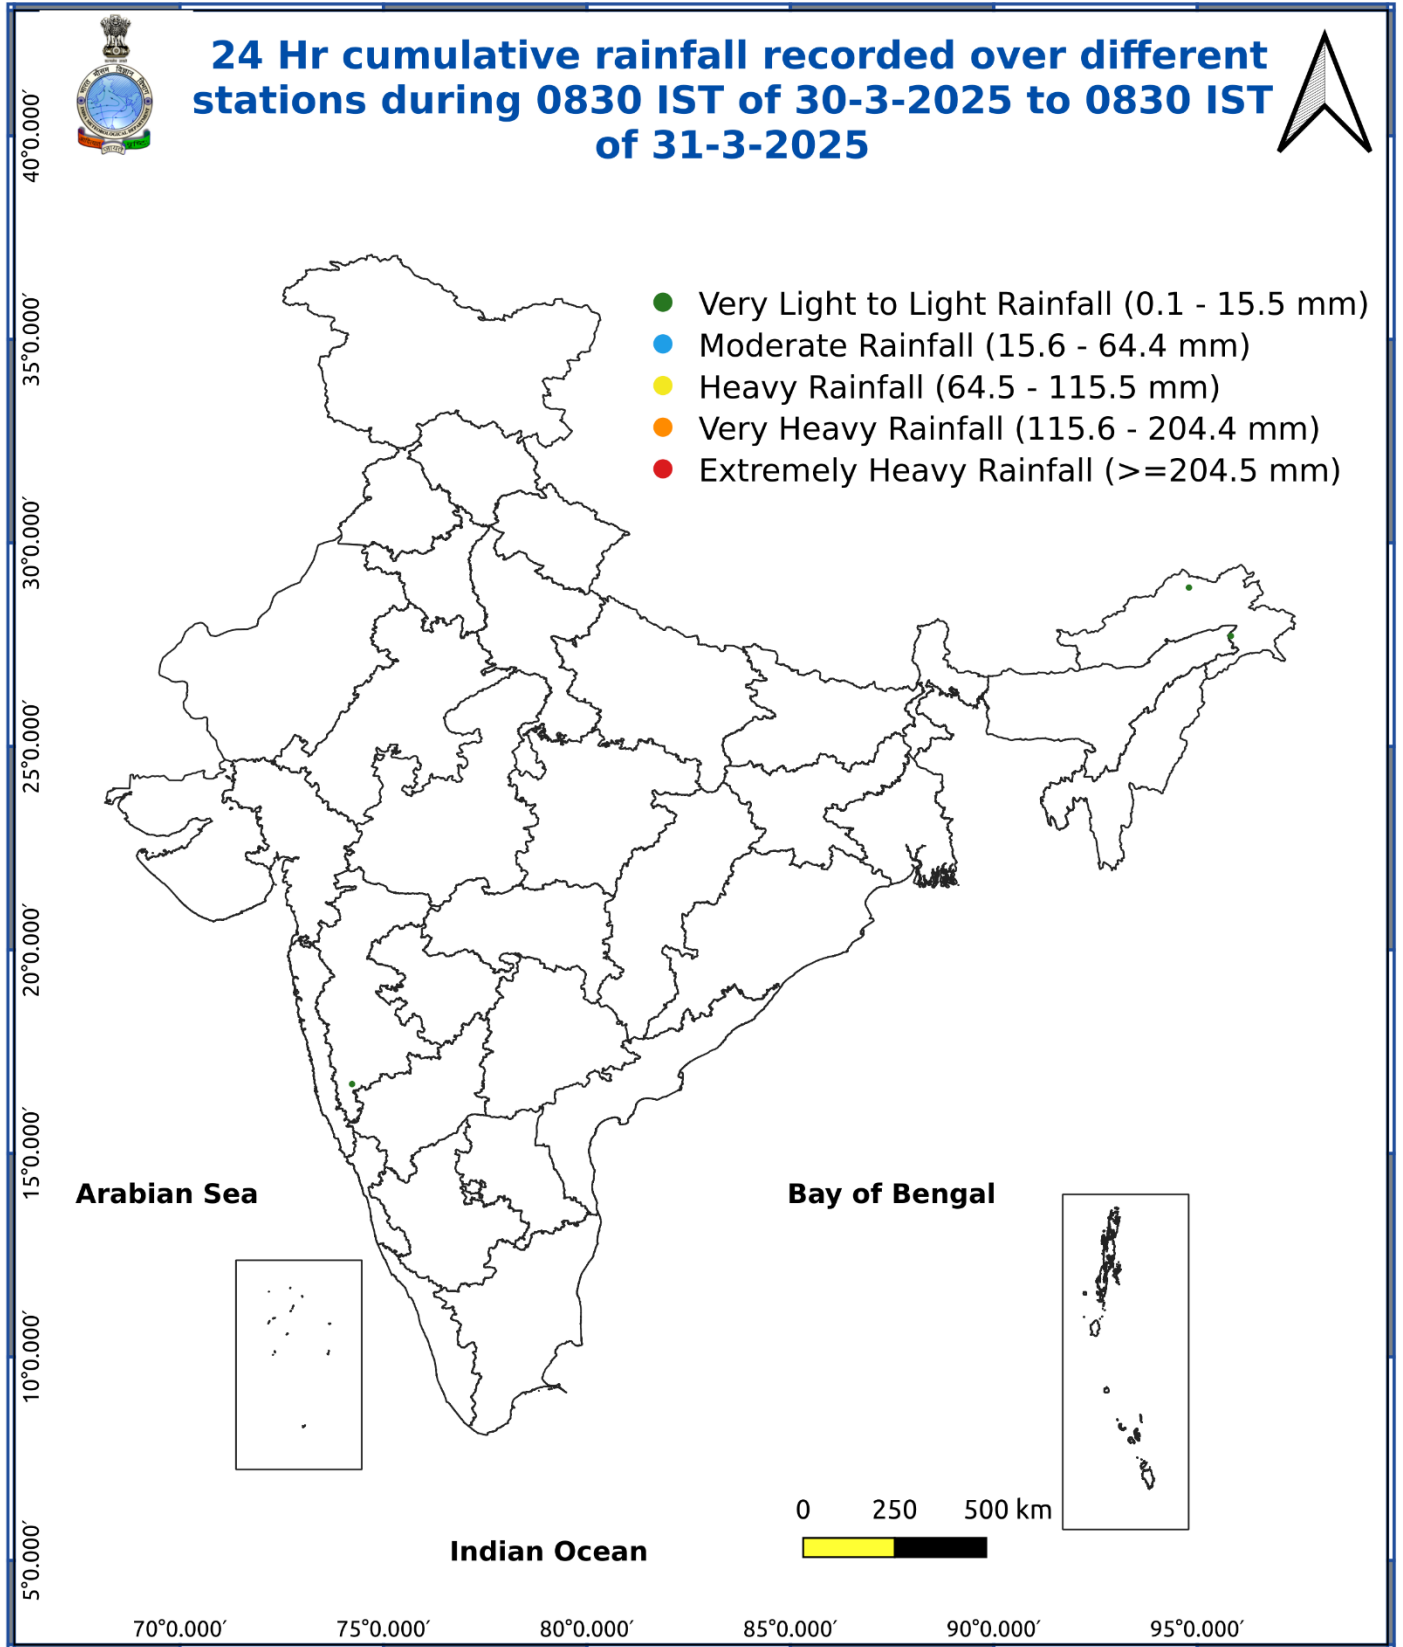 24 Hr cumulative rainfall recorded over different
stations during 0830 IST of 30-3-2025 to 0830 IST
of 31-3-2025
Very Light to Light Rainfall (0.1 - 15.5 mm)
Moderate Rainfall (15.6 - 64.4 mm)
Heavy Rainfall (64.5 - 115.5 mm)
Very Heavy Rainfall (115.6 - 204.4 mm)
Extremely Heavy Rainfall (>=204.5 mm)
40°0.000′
35°0.000′
30°0.000′
25°0.000′
20°0.000′
15°0.000′
10°0.000′
5°0.000′
Arabian Sea
Bay of Bengal
0 250 500 km
Indian Ocean
70°0.000′ 75°0.000′ 80°0.000′ 85°0.000′ 90°0.000′ 95°0.000′